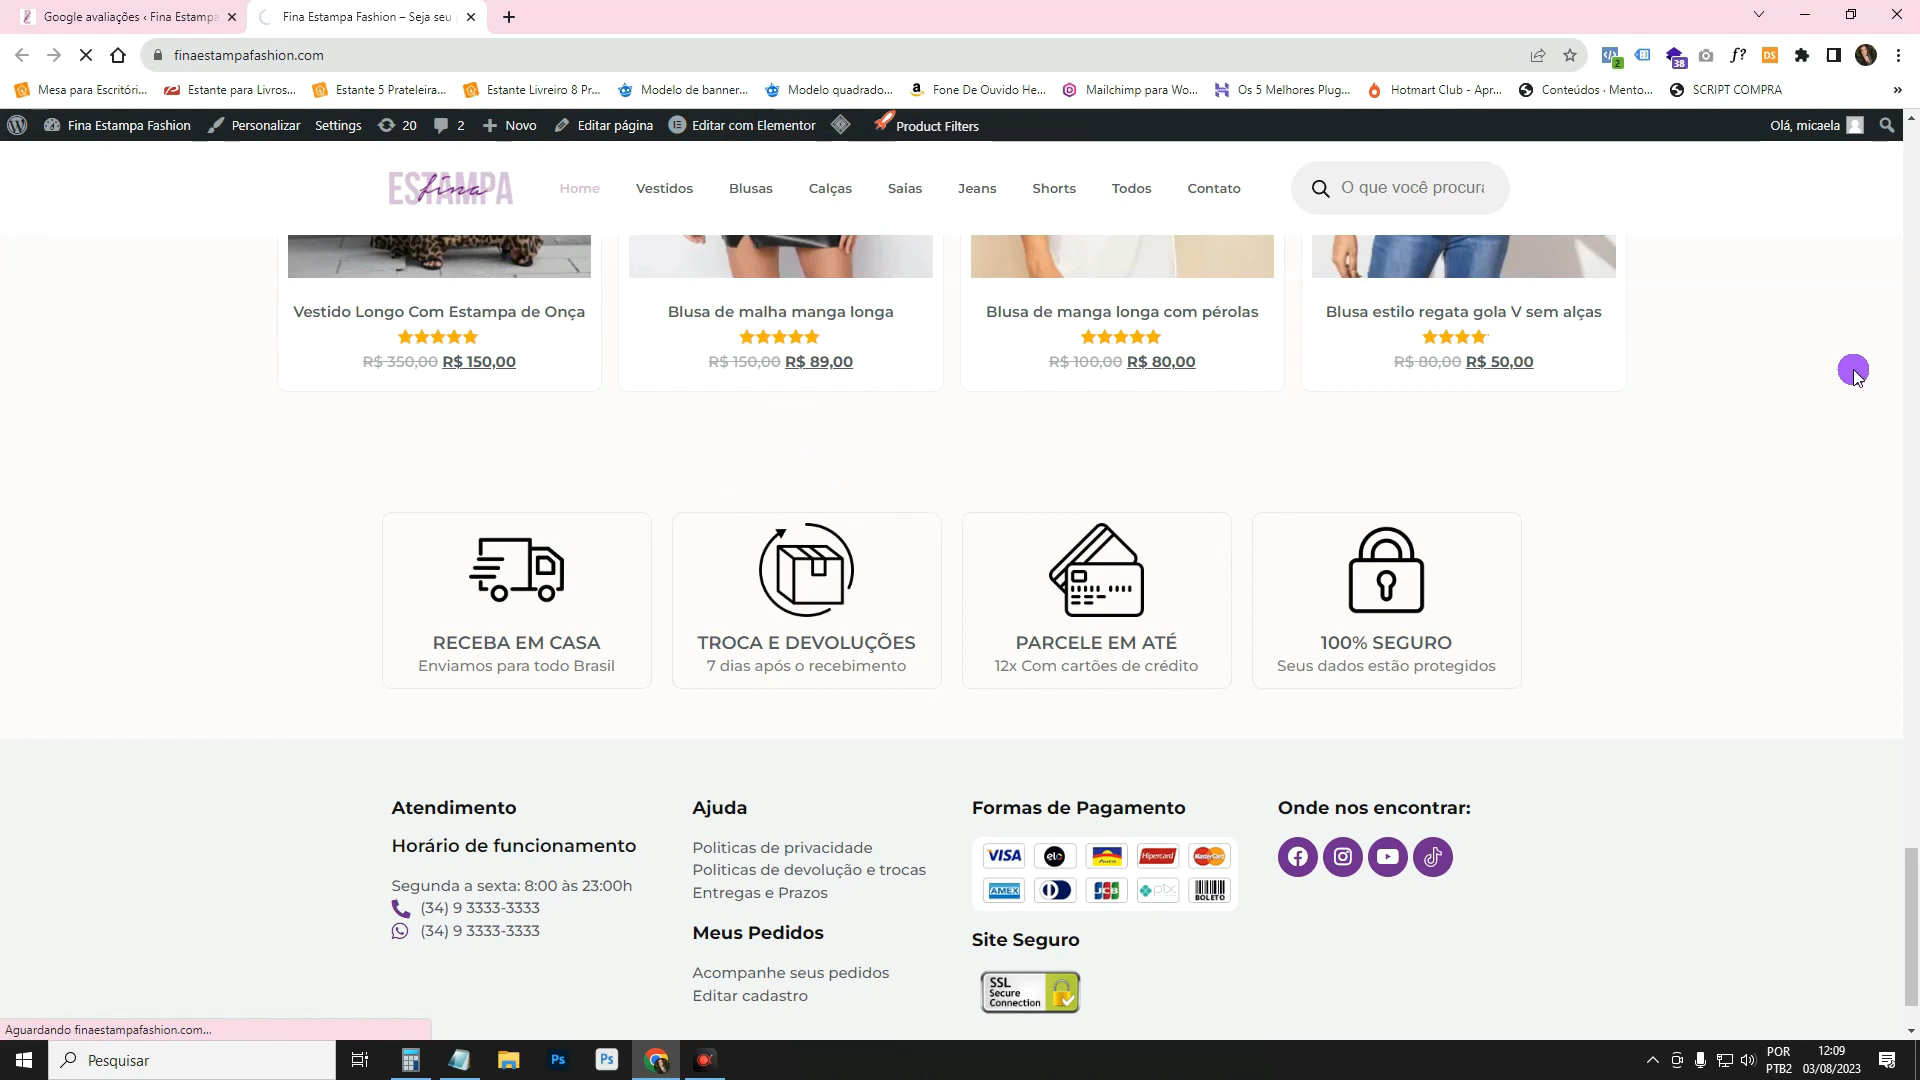 Google avaliações ‹ Fina Estampa
Fina Estampa Fashion – Seja seu
finaestampafashion.com
2
38
f?
DS
Mesa para Escritóri...
Estante para Livros...
Estante 5 Prateleira...
Estante Livreiro 8 Pr...
Modelo de banner...
Modelo quadrado...
Fone De Ouvido He...
Mailchimp para Wo...
Os 5 Melhores Plug...
Hotmart Club - Apr...
Conteúdos · Mento...
SCRIPT COMPRA
»
Fina Estampa Fashion
Personalizar
Settings
20
2
Novo
Editar página
Editar com Elementor
Product Filters
Olá, micaela
ESTAMPA
fina
Home
Vestidos
Blusas
Calças
Saias
Jeans
Shorts
Todos
Contato
O que você procura
Vestido Longo Com Estampa de Onça
R$ 350,00 R$ 150,00
Blusa de malha manga longa
R$ 150,00 R$ 89,00
Blusa de manga longa com pérolas
R$ 100,00 R$ 80,00
Blusa estilo regata gola V sem alças
R$ 80,00 R$ 50,00
RECEBA EM CASA
Enviamos para todo Brasil
TROCA E DEVOLUÇÕES
7 dias após o recebimento
PARCELE EM ATÉ
12x Com cartões de crédito
100% SEGURO
Seus dados estão protegidos
Atendimento
Horário de funcionamento
Segunda a sexta: 8:00 às 23:00h
(34) 9 3333-3333
(34) 9 3333-3333
Ajuda
Politicas de privacidade
Politicas de devolução e trocas
Entregas e Prazos
Meus Pedidos
Acompanhe seus pedidos
Editar cadastro
Formas de Pagamento
VISA
elo
Aura
Hipercard
MasterCard
AMEX
JCB
pix
BOLETO
Site Seguro
SSL
Secure
Connection
Onde nos encontrar:
Aguardando finaestampafashion.com...
Pesquisar
Ps
Ps
POR
PTB2
12:09
03/08/2023